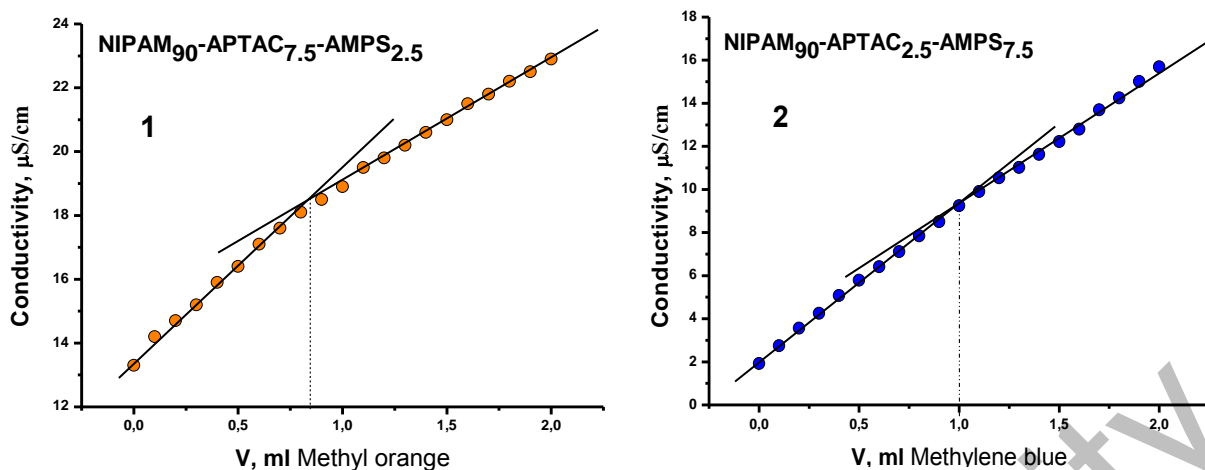 NIPAM90-APTAC7.5-AMPS2.5
1
Conductivity, µS/cm
24
22
20
18
16
14
12
0,0 0,5 1,0 1,5 2,0
V, ml Methyl orange
NIPAM90-APTAC2.5-AMPS7.5
2
Conductivity, µS/cm
18
16
14
12
10
8
6
4
2
0
0,0 0,5 1,0 1,5 2,0
V, ml Methylene blue